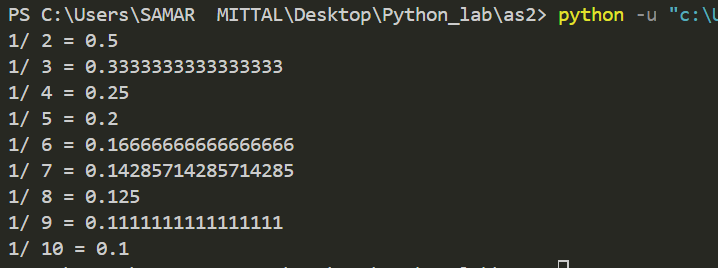 PS C:\Users\SAMAR  MITTAL\Desktop\Python_lab\as2> python -u "c:\U
1/ 2 = 0.5
1/ 3 = 0.3333333333333333
1/ 4 = 0.25
1/ 5 = 0.2
1/ 6 = 0.16666666666666666
1/ 7 = 0.14285714285714285
1/ 8 = 0.125
1/ 9 = 0.1111111111111111
1/ 10 = 0.1